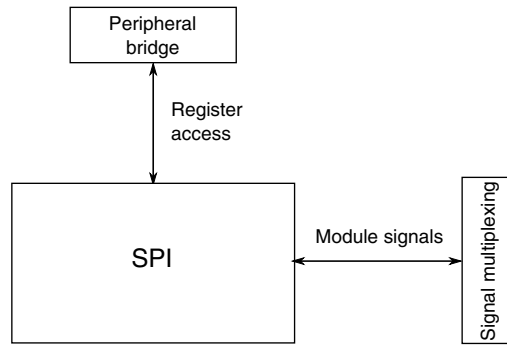 Peripheral
bridge
Register
access
SPI
Module signals
Signal multiplexing